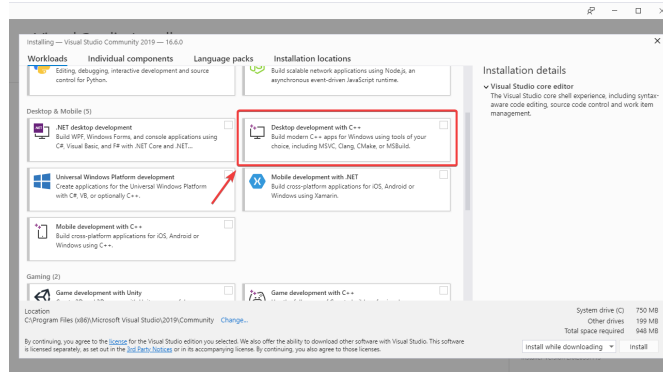 Installing — Visual Studio Community 2019 — 16.6.0
Workloads Individual components Language packs Installation locations
Editing, debugging, interactive development and source
control for Python.
Build scalable network applications using Node.js, an
asynchronous event-driven JavaScript runtime.
Desktop & Mobile (5)
.NET desktop development
Build WPF, Windows Forms, and console applications using
C#, Visual Basic, and F# with .NET Core and .NET...
Desktop development with C++
Build modern C++ apps for Windows using tools of your
choice, including MSVC, Clang, CMake, or MSBuild.
Universal Windows Platform development
Create applications for the Universal Windows Platform
with C#, VB, or optionally C++.
Mobile development with .NET
Build cross-platform applications for iOS, Android or
Windows using Xamarin.
Mobile development with C++
Build cross-platform applications for iOS, Android or
Windows using C++.
Gaming (2)
Game development with Unity
Game development with C++
Installation details
Visual Studio core editor
The Visual Studio core shell experience, including syntax-
aware code editing, source code control and work item
management.
Location
C:\Program Files (x86)\Microsoft Visual Studio\2019\Community Change...
System drive (C) 750 MB
Other drives 199 MB
Total space required 948 MB
By continuing, you agree to the license for the Visual Studio edition you selected. We also offer the ability to download other software with Visual Studio. This software
is licensed separately, as set out in the 3rd Party Notices or in its accompanying license. By continuing, you also agree to those licenses.
Install while downloading Install